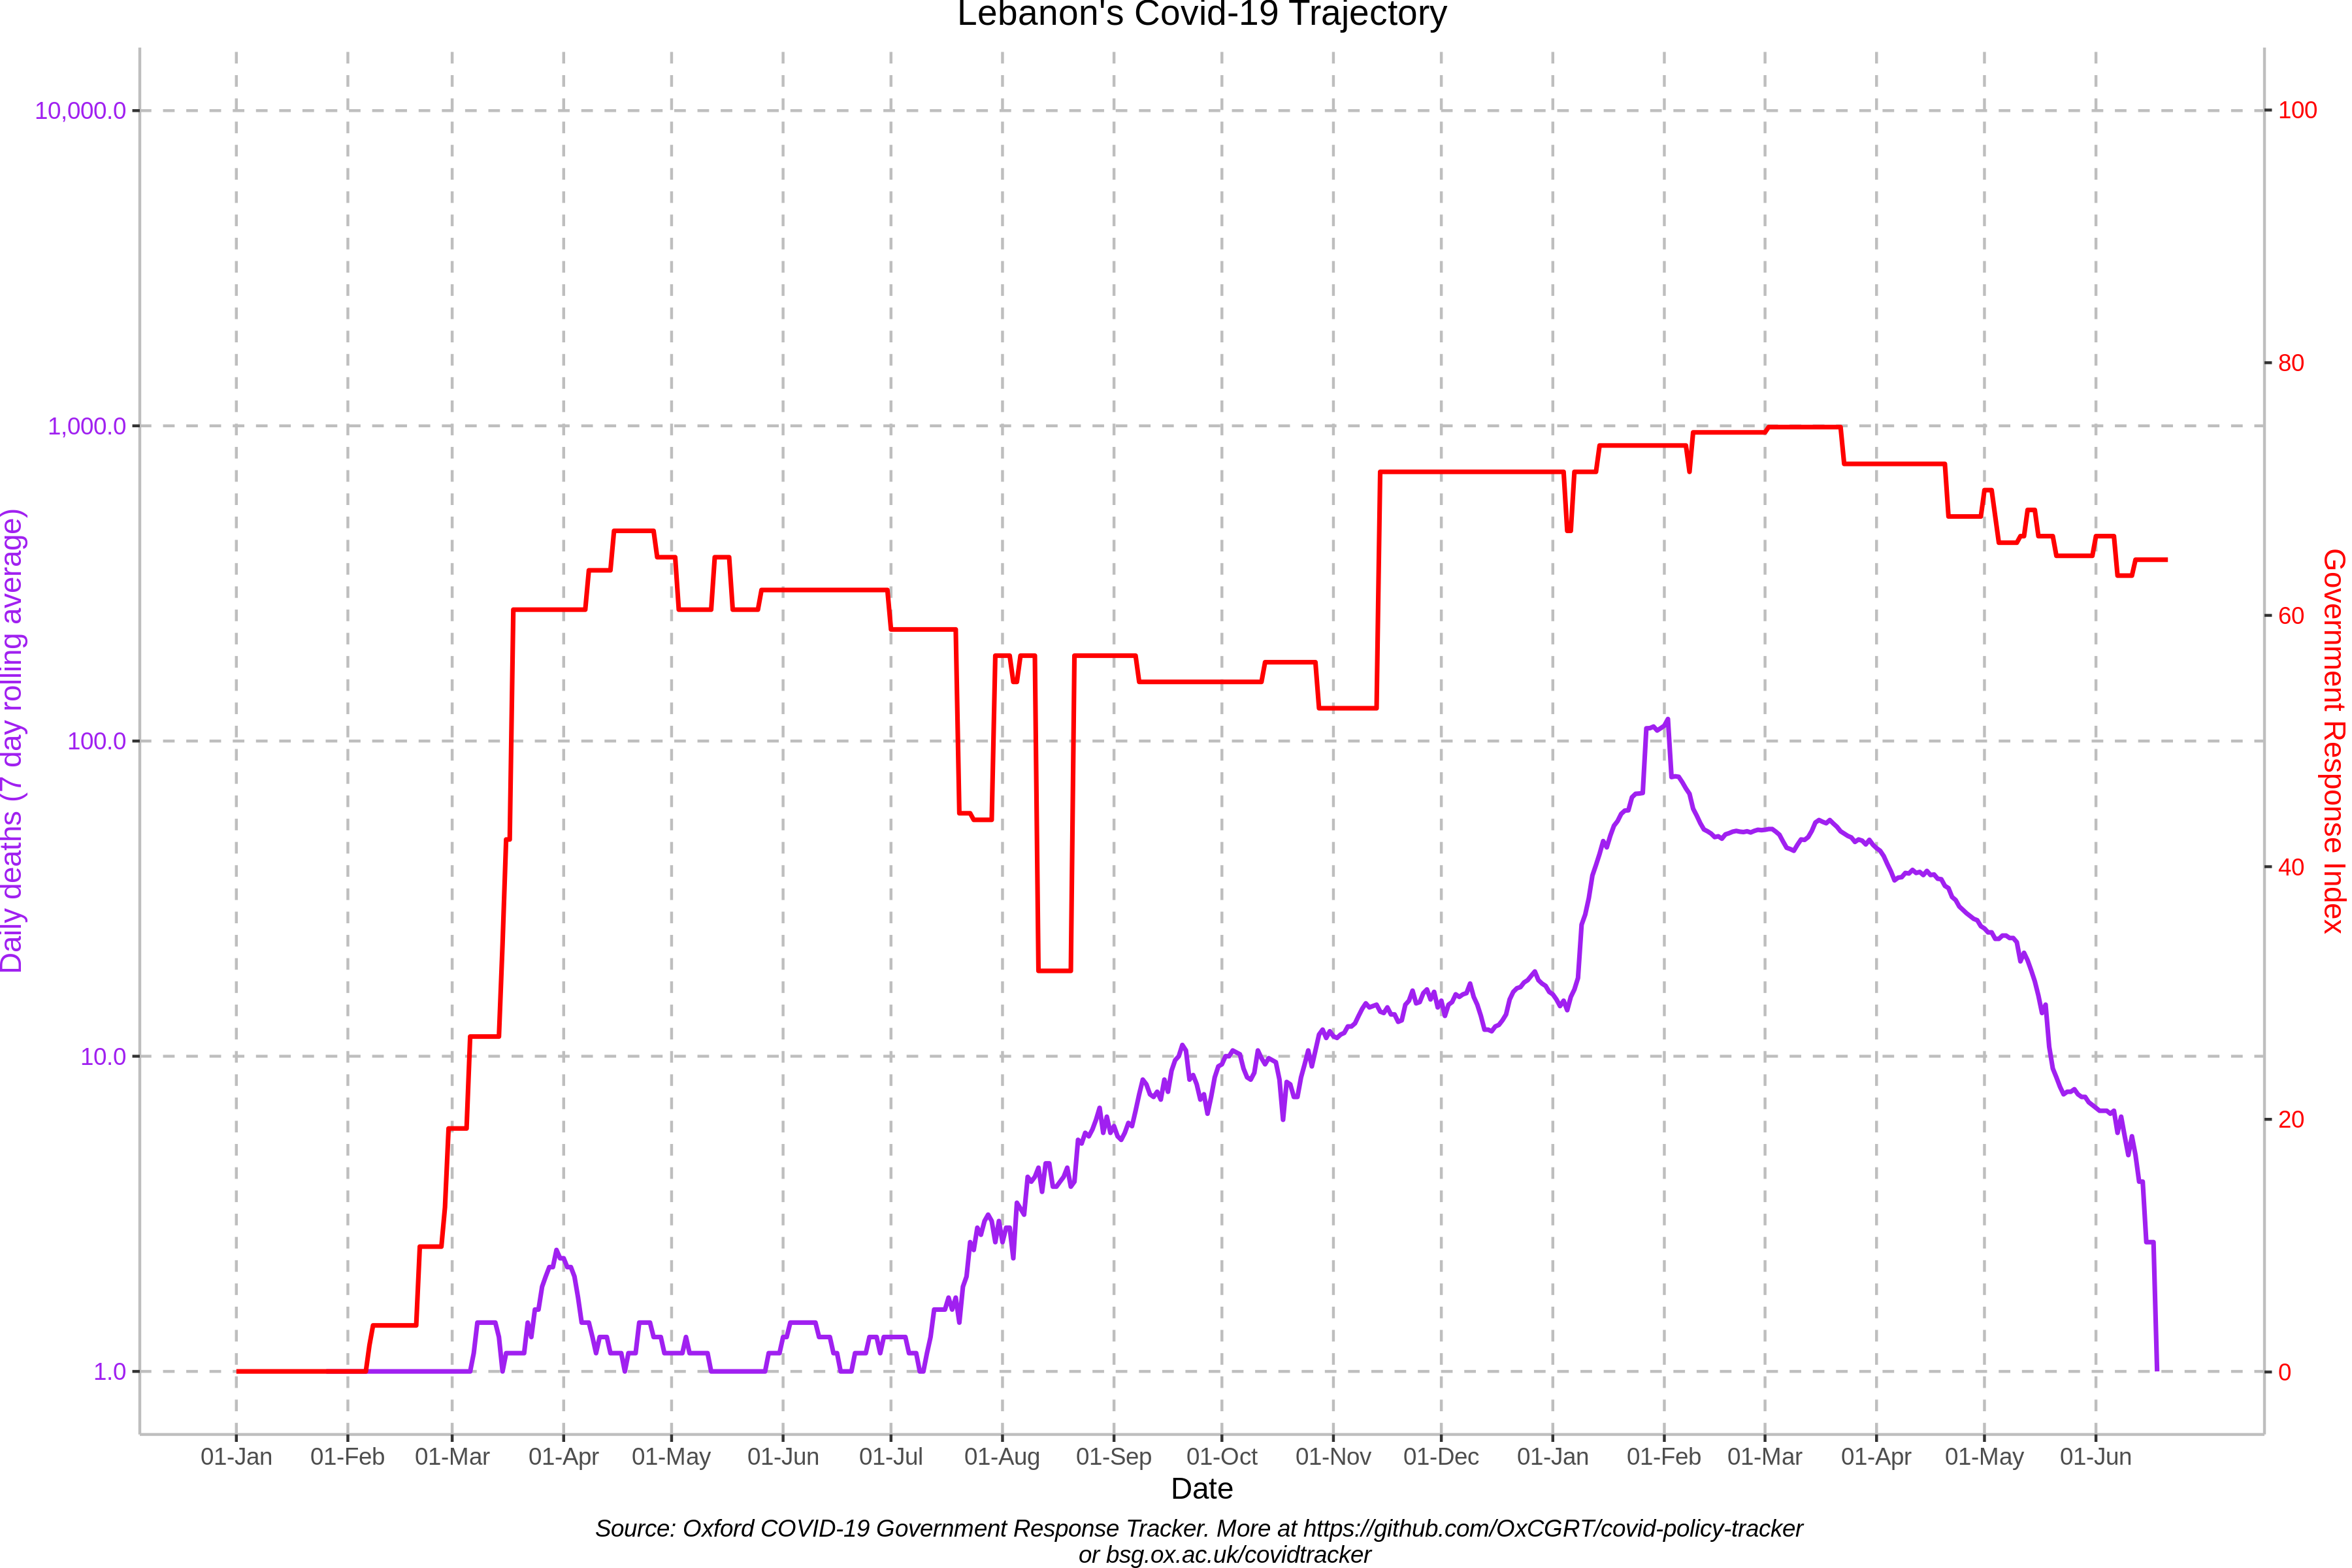 Lebanon's Covid-19 Trajectory
10,000.0
1,000.0
100.0
10.0
1.0
Daily deaths (7 day rolling average)
100
80
60
40
20
0
Government Response Index
01-Jan 01-Feb 01-Mar 01-Apr 01-May 01-Jun 01-Jul 01-Aug 01-Sep 01-Oct 01-Nov 01-Dec 01-Jan 01-Feb 01-Mar 01-Apr 01-May 01-Jun
Date
Source: Oxford COVID-19 Government Response Tracker. More at https://github.com/OxCGRT/covid-policy-tracker
or bsg.ox.ac.uk/covidtracker